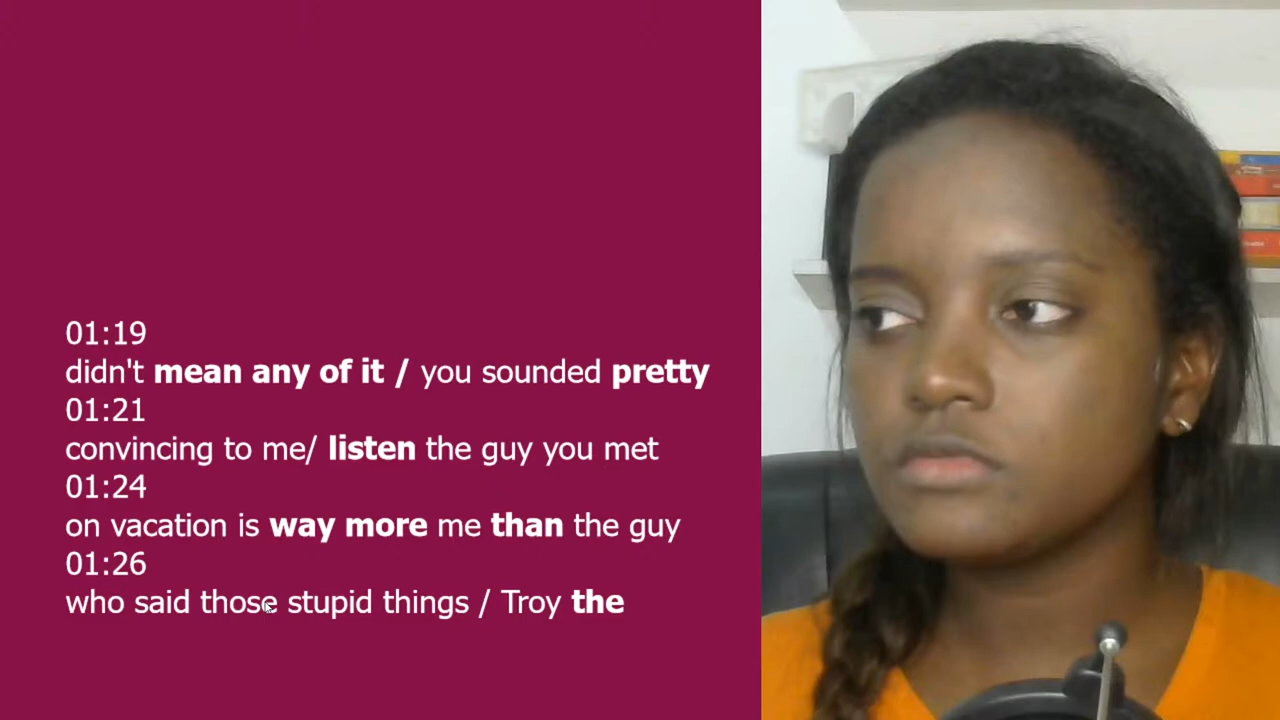 01:19
didn't mean any of it / you sounded pretty
01:21
convincing to me/ listen the guy you met
01:24
on vacation is way more me than the guy
01:26
who said those stupid things / Troy the